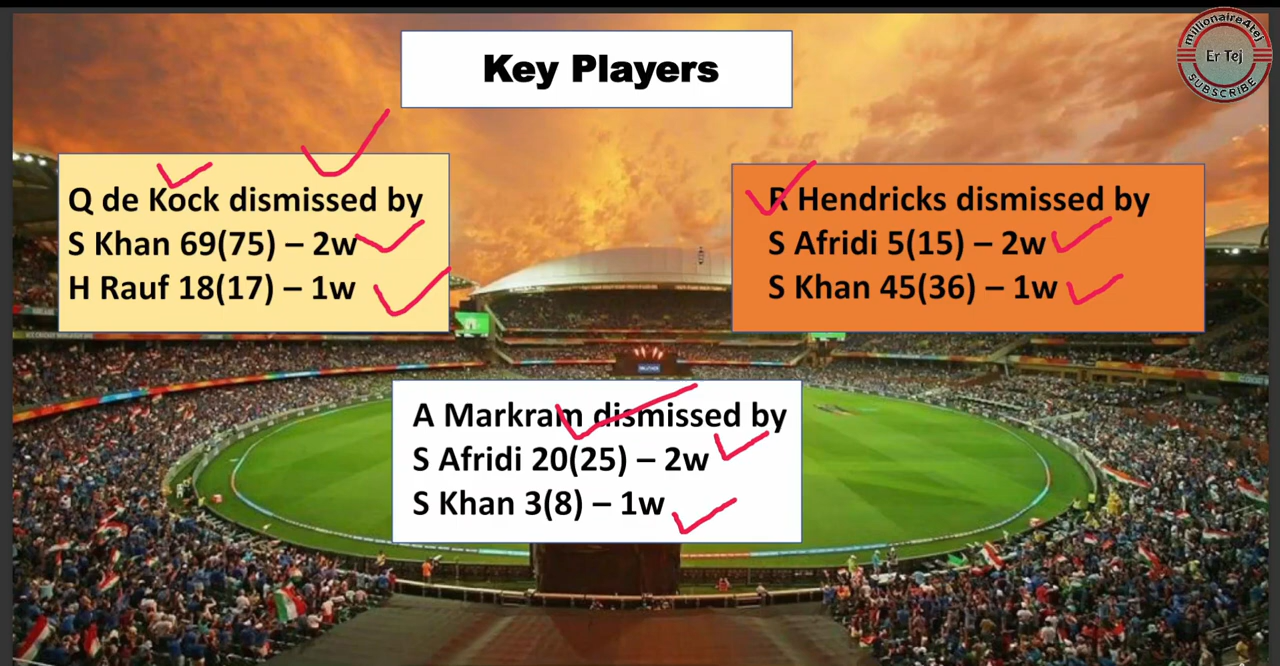 Key Players
millionaire4tej
Er Tej
SUBSCRIBE
Q de Kock dismissed by
S Khan 69(75) – 2w
H Rauf 18(17) – 1w
R Hendricks dismissed by
S Afridi 5(15) – 2w
S Khan 45(36) – 1w
A Markram dismissed by
S Afridi 20(25) – 2w
S Khan 3(8) – 1w